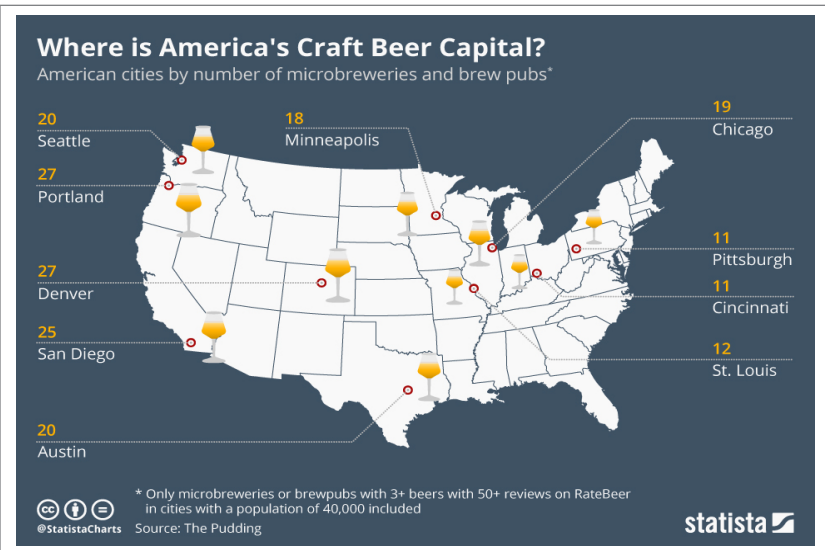 Where is America's Craft Beer Capital?
American cities by number of microbreweries and brew pubs*
20
Seattle
27
Portland
27
Denver
25
San Diego
20
Austin
18
Minneapolis
19
Chicago
11
Pittsburgh
11
Cincinnati
12
St. Louis
* Only microbreweries or brewpubs with 3+ beers with 50+ reviews on RateBeer
in cities with a population of 40,000 included
Source: The Pudding
cc
@StatistaCharts
statista